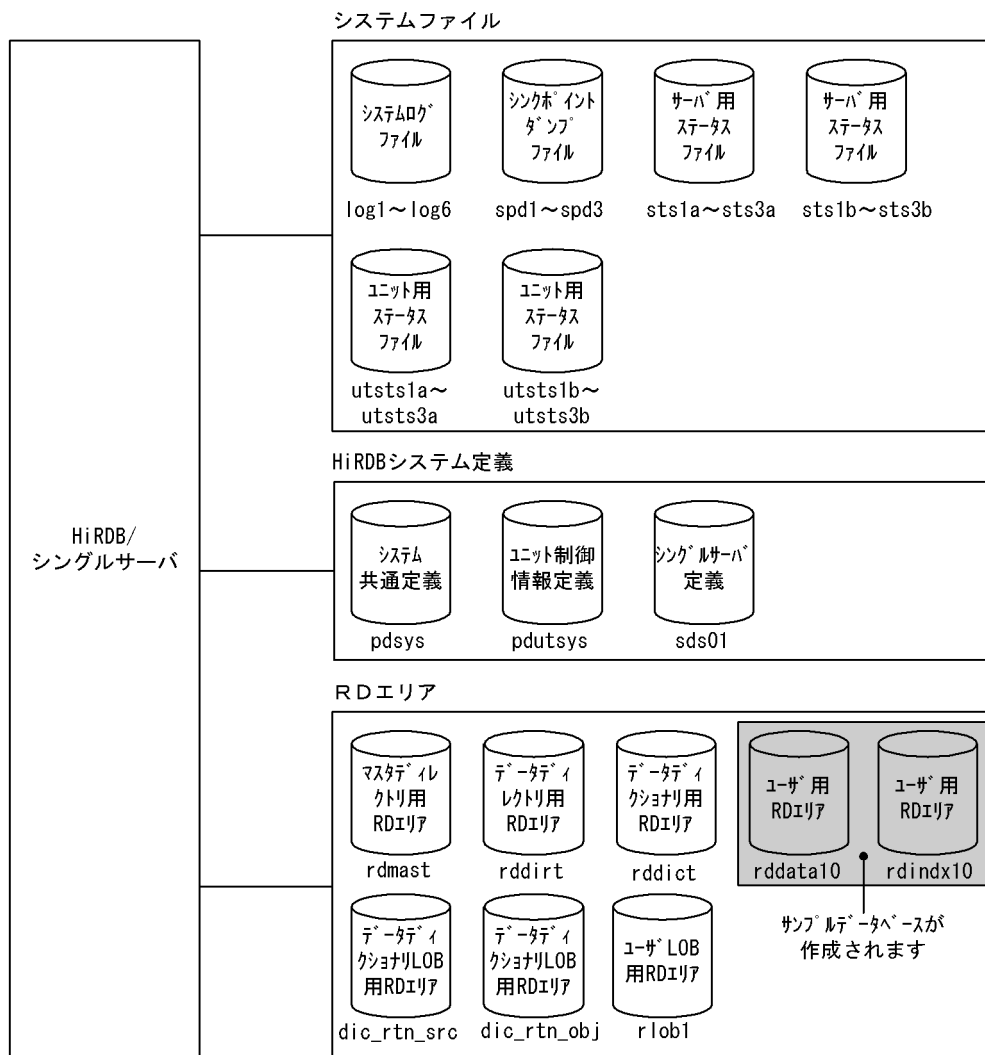 システムファイル
HiRDB/
シングルサーバ
ｼｽﾃﾑﾛｸﾞ
ﾌｧｲﾙ
log1～log6
ｼﾝｸﾎﾟｲﾝﾄ
ﾀﾞﾝﾌﾟ
ﾌｧｲﾙ
spd1～spd3
ｻｰﾊﾞ用
ｽﾃｰﾀｽ
ﾌｧｲﾙ
sts1a～sts3a
ｻｰﾊﾞ用
ｽﾃｰﾀｽ
ﾌｧｲﾙ
sts1b～sts3b
ﾕﾆｯﾄ用
ｽﾃｰﾀｽ
ﾌｧｲﾙ
utsts1a～
utsts3a
ﾕﾆｯﾄ用
ｽﾃｰﾀｽ
ﾌｧｲﾙ
utsts1b～
utsts3b
HiRDBシステム定義
ｼｽﾃﾑ
共通定義
pdsys
ﾕﾆｯﾄ制御
情報定義
pdutsys
ｼﾝｸﾞﾙｻｰﾊﾞ
定義
sds01
ＲＤエリア
ﾏｽﾀﾃﾞｨﾚ
ｸﾄﾘ用
RDｴﾘｱ
rdmast
ﾃﾞｰﾀﾃﾞｨ
ﾚｸﾄﾘ用
RDｴﾘｱ
rddirt
ﾃﾞｰﾀﾃﾞｨ
ｸｼｮﾅﾘ用
RDｴﾘｱ
rddict
ﾕｰｻﾞ用
RDｴﾘｱ
rddata10
ﾕｰｻﾞ用
RDｴﾘｱ
rdindx10
ﾃﾞｰﾀﾃﾞｨ
ｸｼｮﾅﾘLOB
用RDｴﾘｱ
dic_rtn_src
ﾃﾞｰﾀﾃﾞｨ
ｸｼｮﾅﾘLOB
用RDｴﾘｱ
dic_rtn_obj
ﾕｰｻﾞLOB
用RDｴﾘｱ
rlob1
ｻﾝﾌﾟﾙﾃﾞｰﾀﾍﾞｰｽが
作成されます